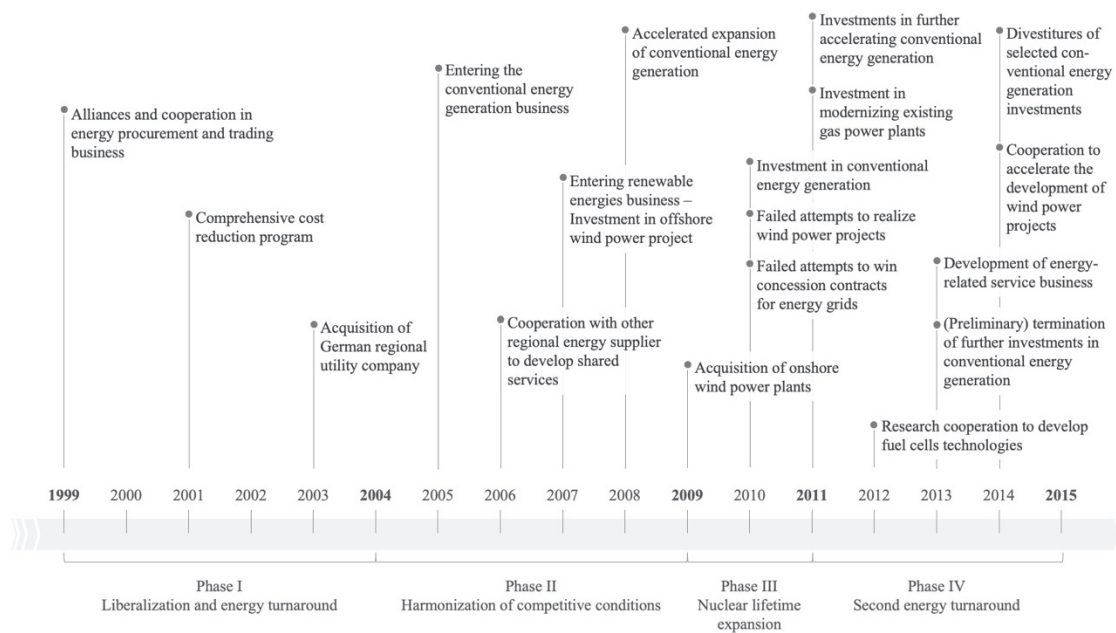 Alliances and cooperation in
energy procurement and trading
business
Comprehensive cost
reduction program
Acquisition of
German regional
utility company
Entering the
conventional energy
generation business
Cooperation with other
regional energy supplier
to develop shared
services
Entering renewable
energies business –
Investment in offshore
wind power project
Accelerated expansion
of conventional energy
generation
Acquisition of onshore
wind power plants
Investment in conventional
energy generation
Failed attempts to realize
wind power projects
Failed attempts to win
concession contracts
for energy grids
Investments in further
accelerating conventional
energy generation
Investment in
modernizing existing
gas power plants
Research cooperation to develop
fuel cells technologies
Development of energy-
related service business
(Preliminary) termination
of further investments in
conventional energy
generation
Divestitures of
selected con-
ventional energy
generation
investments
Cooperation to
accelerate the
development of
wind power
projects
1999 2000 2001 2002 2003 2004 2005 2006 2007 2008 2009 2010 2011 2012 2013 2014 2015
Phase I
Liberalization and energy turnaround
Phase II
Harmonization of competitive conditions
Phase III
Nuclear lifetime
expansion
Phase IV
Second energy turnaround